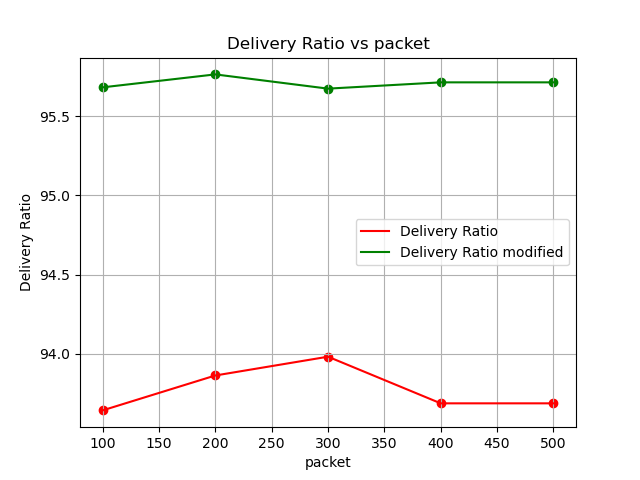 Delivery Ratio vs packet
95.5
95.0
94.5
94.0
Delivery Ratio
Delivery Ratio
Delivery Ratio modified
100 150 200 250 300 350 400 450 500
packet